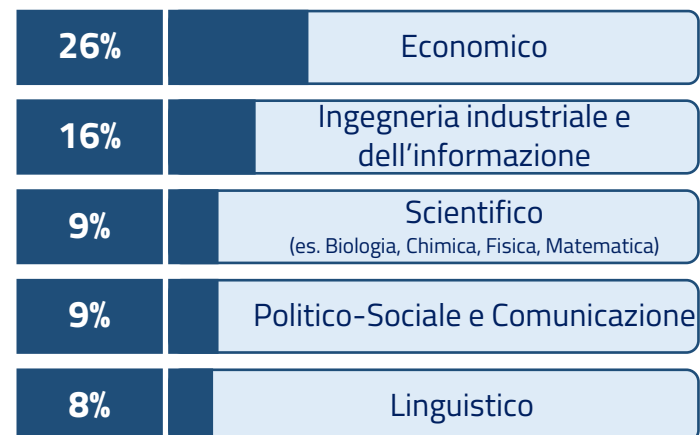 26%
Economico
16%
Ingegneria industriale e
dell'informazione
9%
Scientifico
(es. Biologia, Chimica, Fisica, Matematica)
9%
Politico-Sociale e Comunicazione
8%
Linguistico